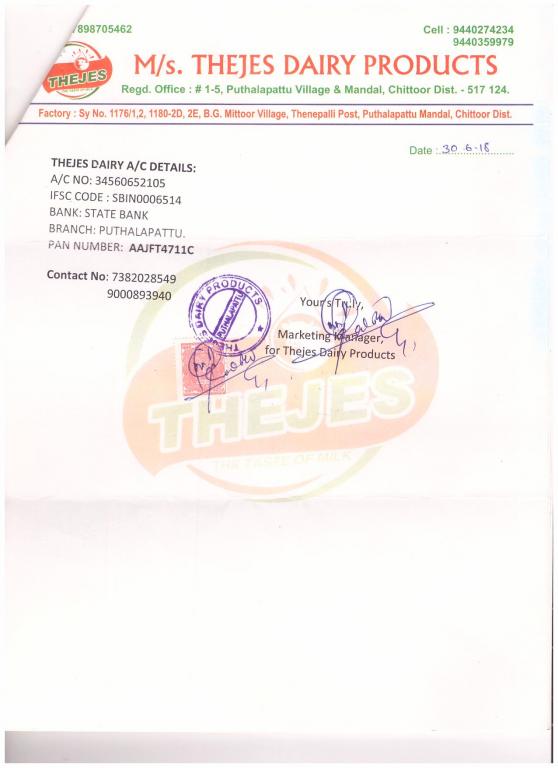 7898705462
Cell : 9440274234
9440359979
THEJES
M/s. THEJES DAIRY PRODUCTS
Regd. Office : # 1-5, Puthalapattu Village & Mandal, Chittoor Dist. - 517 124.
Factory : Sy No. 1176/1,2, 1180-2D, 2E, B.G. Mittoor Village, Thenepalli Post, Puthalapattu Mandal, Chittoor Dist.
Date : 30-6-18
THEJES DAIRY A/C DETAILS:
A/C NO: 34560652105
IFSC CODE : SBIN0006514
BANK: STATE BANK
BRANCH: PUTHALAPATTU.
PAN NUMBER: AAJFT4711C
Contact No: 7382028549
9000893940
THEJES DAIRY PRODUCTS
PUTHALAPATTU
Your's Truly,
Marketing Manager,
for Thejes Dairy Products
THEJES
THE TASTE OF MILK